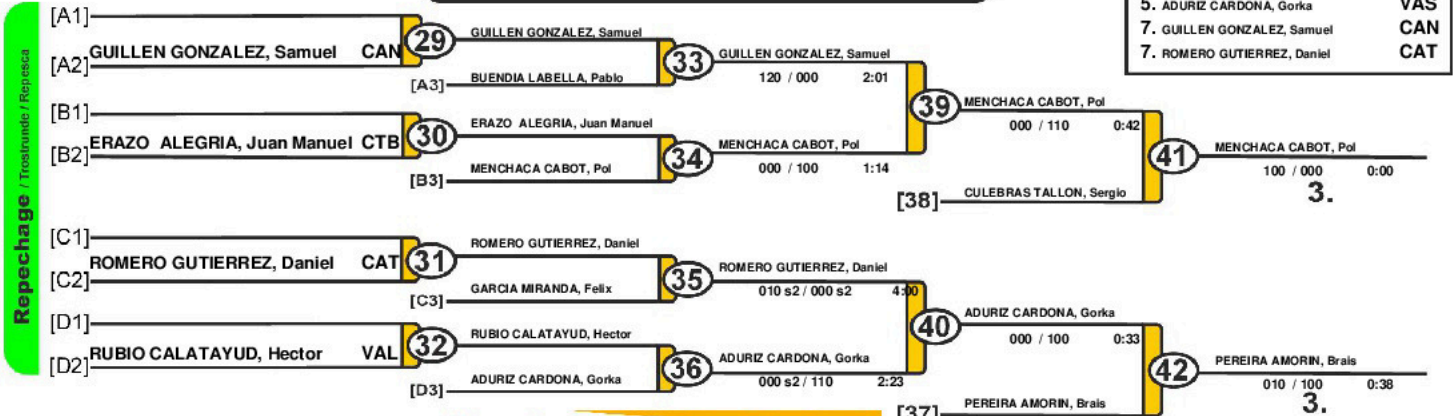 Repechage / Trostrunde / Repesca
[A1]
[A2] GUILLEN GONZALEZ, Samuel CAN
29
[B1]
[B2] ERAZO ALEGRIA, Juan Manuel CTB
30
[C1]
[C2] ROMERO GUTIERREZ, Daniel CAT
31
[D1]
[D2] RUBIO CALATAYUD, Hector VAL
32
GUILLEN GONZALEZ, Samuel
[A3] BUENDIA LABELLA, Pablo
33
ERAZO ALEGRIA, Juan Manuel
[B3] MENCHACA CABOT, Pol
34
ROMERO GUTIERREZ, Daniel
[C3] GARCIA MIRANDA, Felix
35
RUBIO CALATAYUD, Hector
[D3] ADURIZ CARDONA, Gorka
36
GUILLEN GONZALEZ, Samuel
120 / 000 2:01
MENCHACA CABOT, Pol
000 / 100 1:14
39
ROMERO GUTIERREZ, Daniel
010 s2 / 000 s2 4:00
ADURIZ CARDONA, Gorka
000 s2 / 110 2:23
40
MENCHACA CABOT, Pol
000 / 110 0:42
[38] CULEBRAS TALLON, Sergio
41
ADURIZ CARDONA, Gorka
000 / 100 0:33
[37] PEREIRA AMORIN, Brais
42
MENCHACA CABOT, Pol
100 / 000 0:00
3.
PEREIRA AMORIN, Brais
010 / 100 0:38
3.
5. ADURIZ CARDONA, Gorka VAS
7. GUILLEN GONZALEZ, Samuel CAN
7. ROMERO GUTIERREZ, Daniel CAT